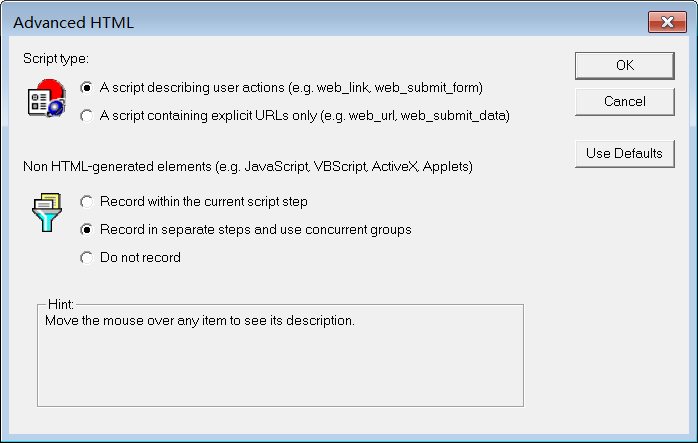 Advanced HTML
Script type:
A script describing user actions (e.g. web_link, web_submit_form)
A script containing explicit URLs only (e.g. web_url, web_submit_data)
OK
Cancel
Use Defaults
Non HTML-generated elements (e.g. JavaScript, VBScript, ActiveX, Applets)
Record within the current script step
Record in separate steps and use concurrent groups
Do not record
Hint:
Move the mouse over any item to see its description.